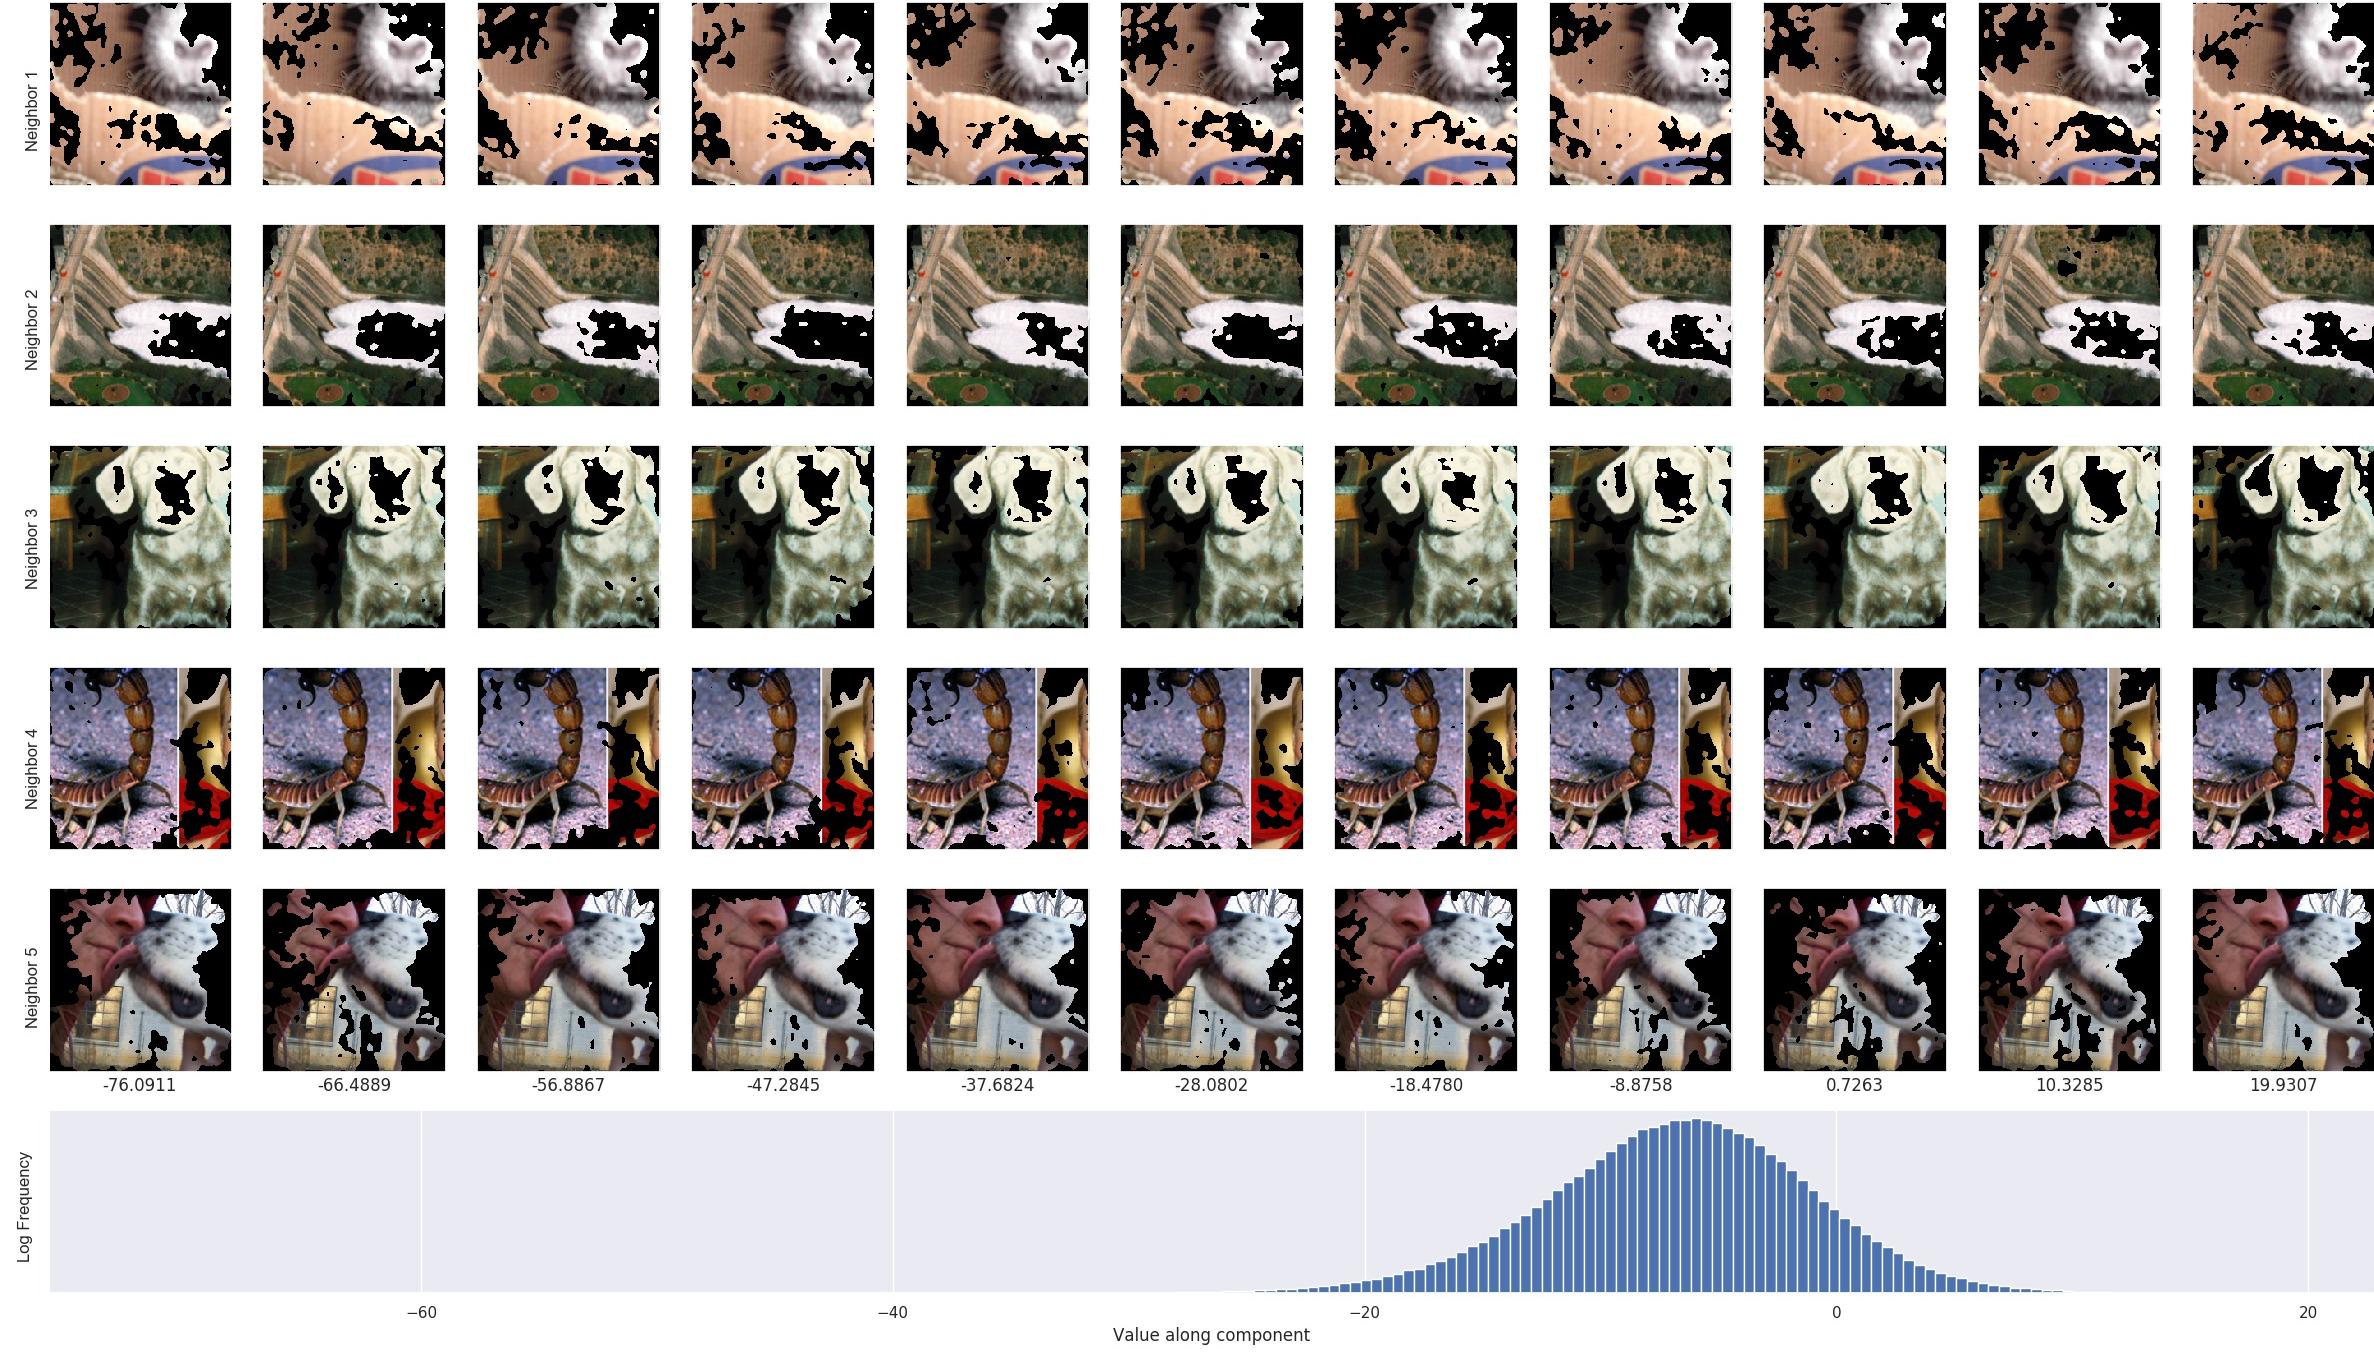 Neighbor 1
Neighbor 2
Neighbor 3
Neighbor 4
Neighbor 5
-76.0911 -66.4889 -56.8867 -47.2845 -37.6824 -28.0802 -18.4780 -8.8758 0.7263 10.3285 19.9307
Log Frequency
−60 −40 −20 0 20
Value along component